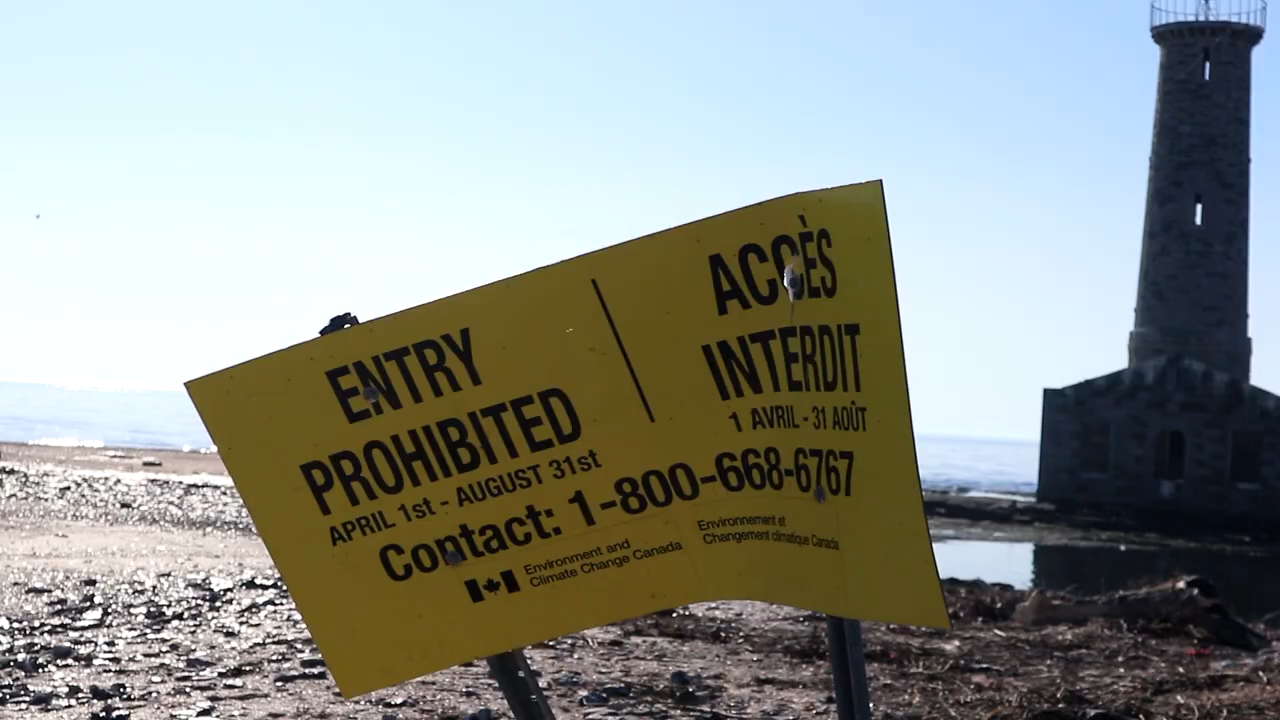 ENTRY
PROHIBITED
APRIL 1st - AUGUST 31st
ACCÈS
INTERDIT
1 AVRIL - 31 AOÛT
Contact: 1-800-668-6767
Environment and
Climate Change Canada
Environnement et
Changement climatique Canada